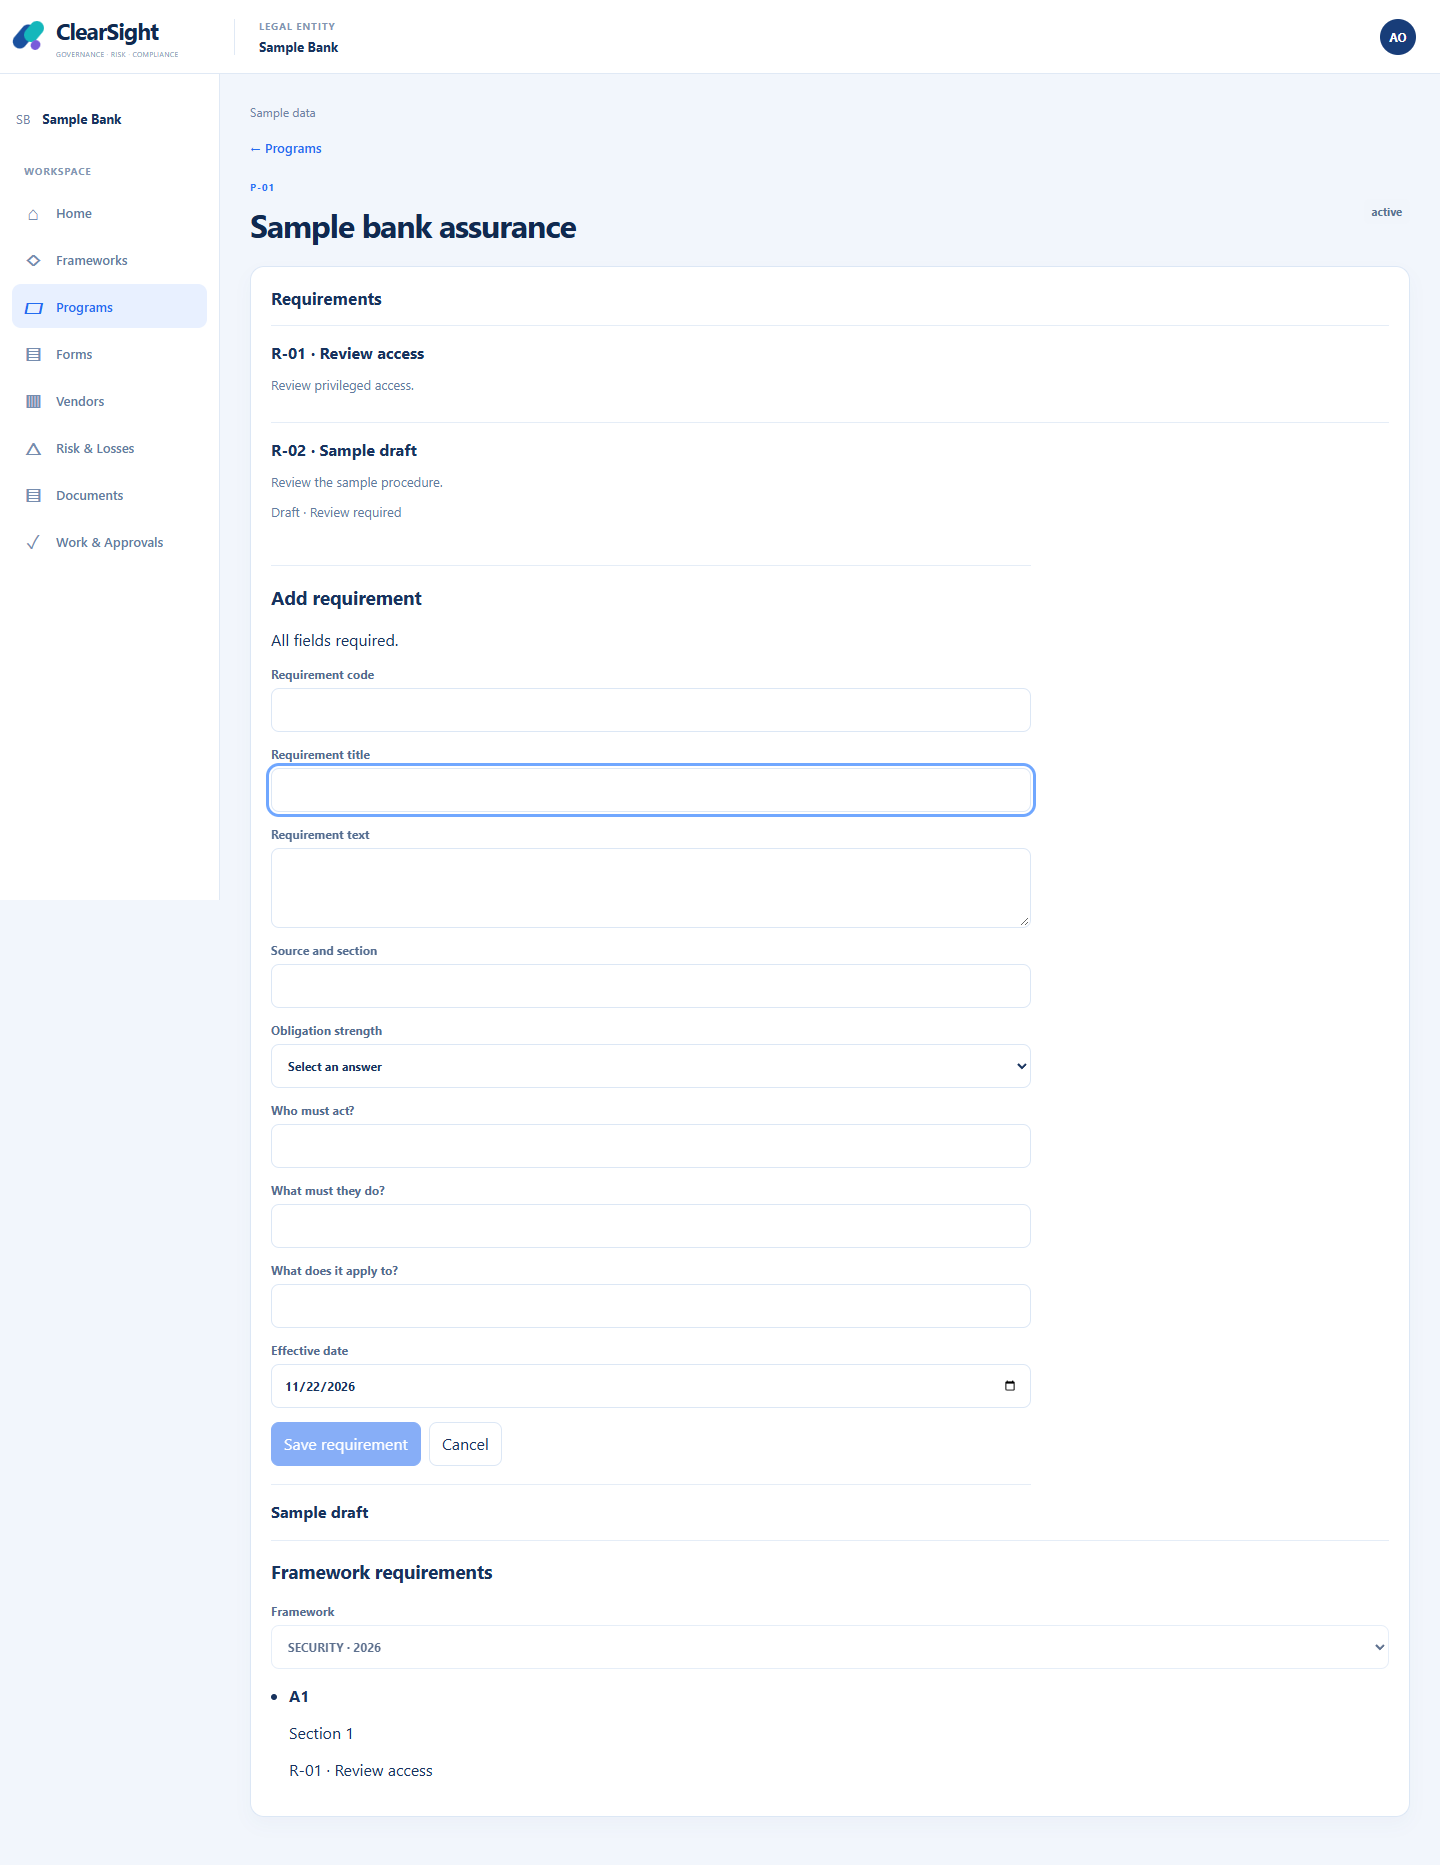 ClearSight
GOVERNANCE · RISK · COMPLIANCE
LEGAL ENTITY
Sample Bank
AO
SB Sample Bank
WORKSPACE
Home
Frameworks
Programs
Forms
Vendors
Risk & Losses
Documents
Work & Approvals
Sample data
← Programs
P-01
Sample bank assurance
active
Requirements
R-01 · Review access
Review privileged access.
R-02 · Sample draft
Review the sample procedure.
Draft · Review required
Add requirement
All fields required.
Requirement code
Requirement title
Requirement text
Source and section
Obligation strength
Select an answer
Who must act?
What must they do?
What does it apply to?
Effective date
11/22/2026
Save requirement
Cancel
Sample draft
Framework requirements
Framework
SECURITY · 2026
• A1
Section 1
R-01 · Review access